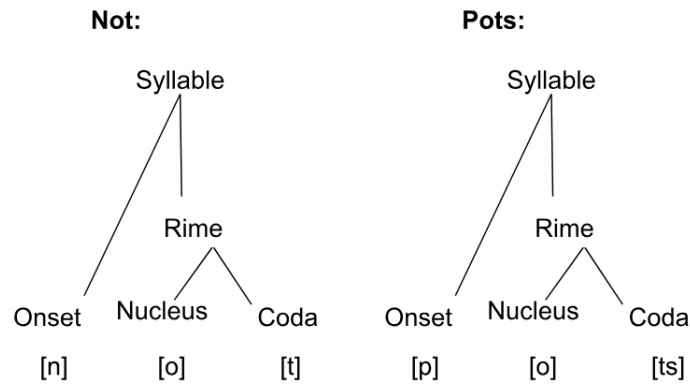 Not:
Syllable
Rime
Onset Nucleus Coda
[n] [o] [t]
Pots:
Syllable
Rime
Onset Nucleus Coda
[p] [o] [ts]